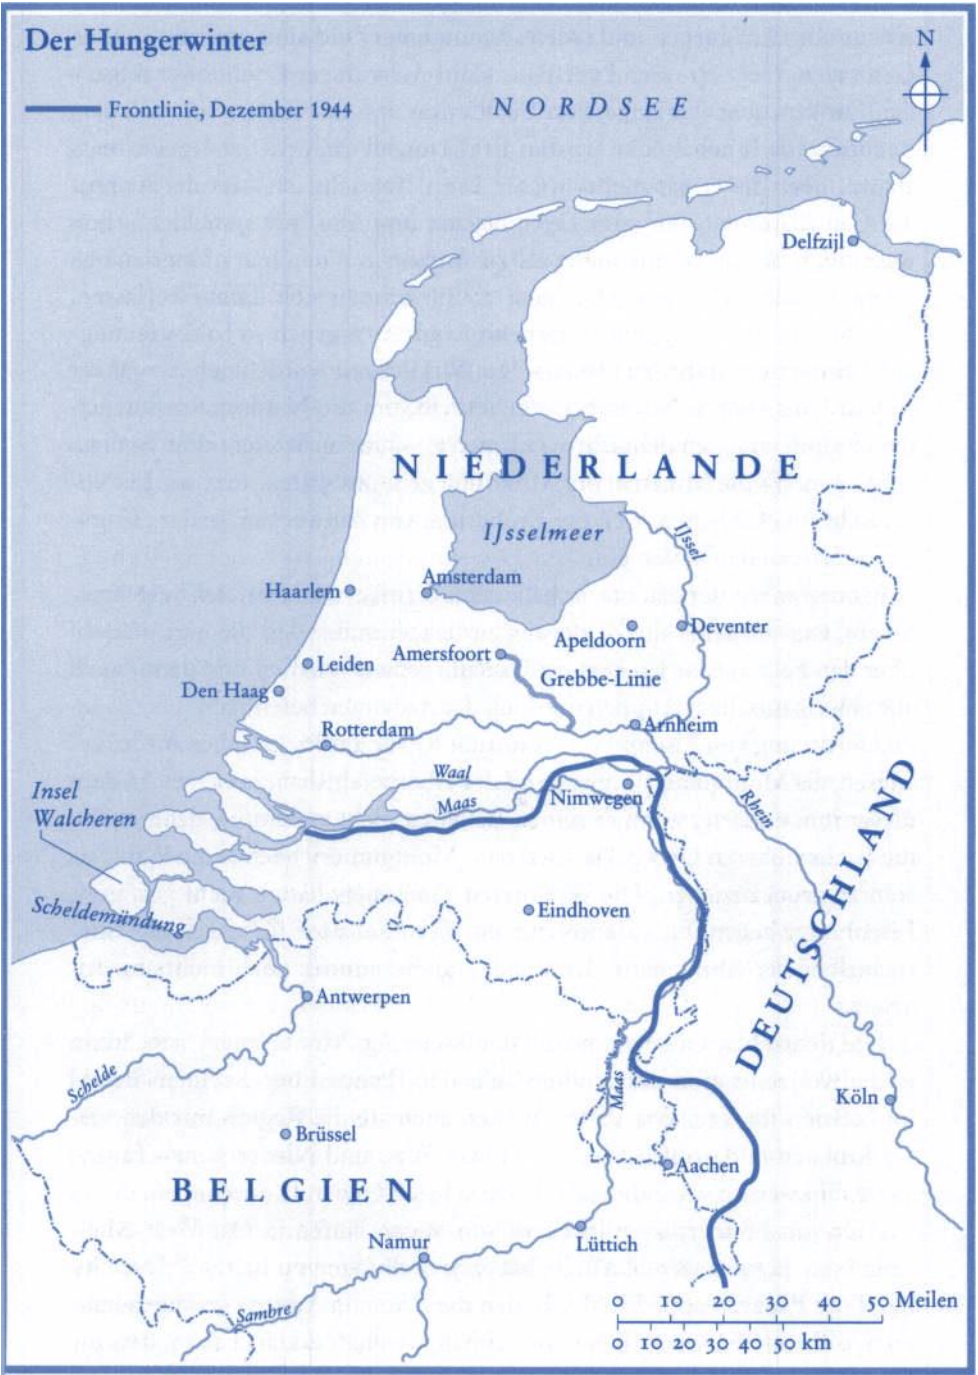 Der Hungerwinter
Frontlinie, Dezember 1944
NORDSEE
N
Delfzijl
NIEDERLANDE
IJsselmeer
IJssel
Haarlem
Amsterdam
Apeldoorn
Deventer
Amersfoort
Leiden
Grebbe-Linie
Den Haag
Arnheim
Rotterdam
Waal
Maas
Nimwegen
Rhein
Insel
Walcheren
DEUTSCHLAND
Scheldemündung
Eindhoven
Antwerpen
Schelde
Maas
Köln
Brüssel
Aachen
BELGIEN
Namur
Lüttich
Sambre
0 10 20 30 40 50 Meilen
0 10 20 30 40 50 km